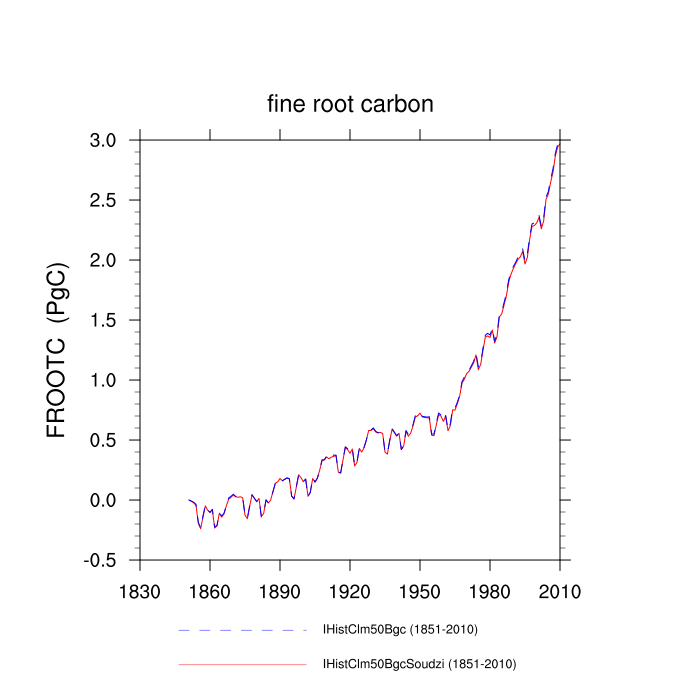 fine root carbon
FROOTC (PgC)
3.0
2.5
2.0
1.5
1.0
0.5
0.0
-0.5
1830 1860 1890 1920 1950 1980 2010
IHistClm50Bgc (1851-2010)
IHistClm50BgcSoudzi (1851-2010)